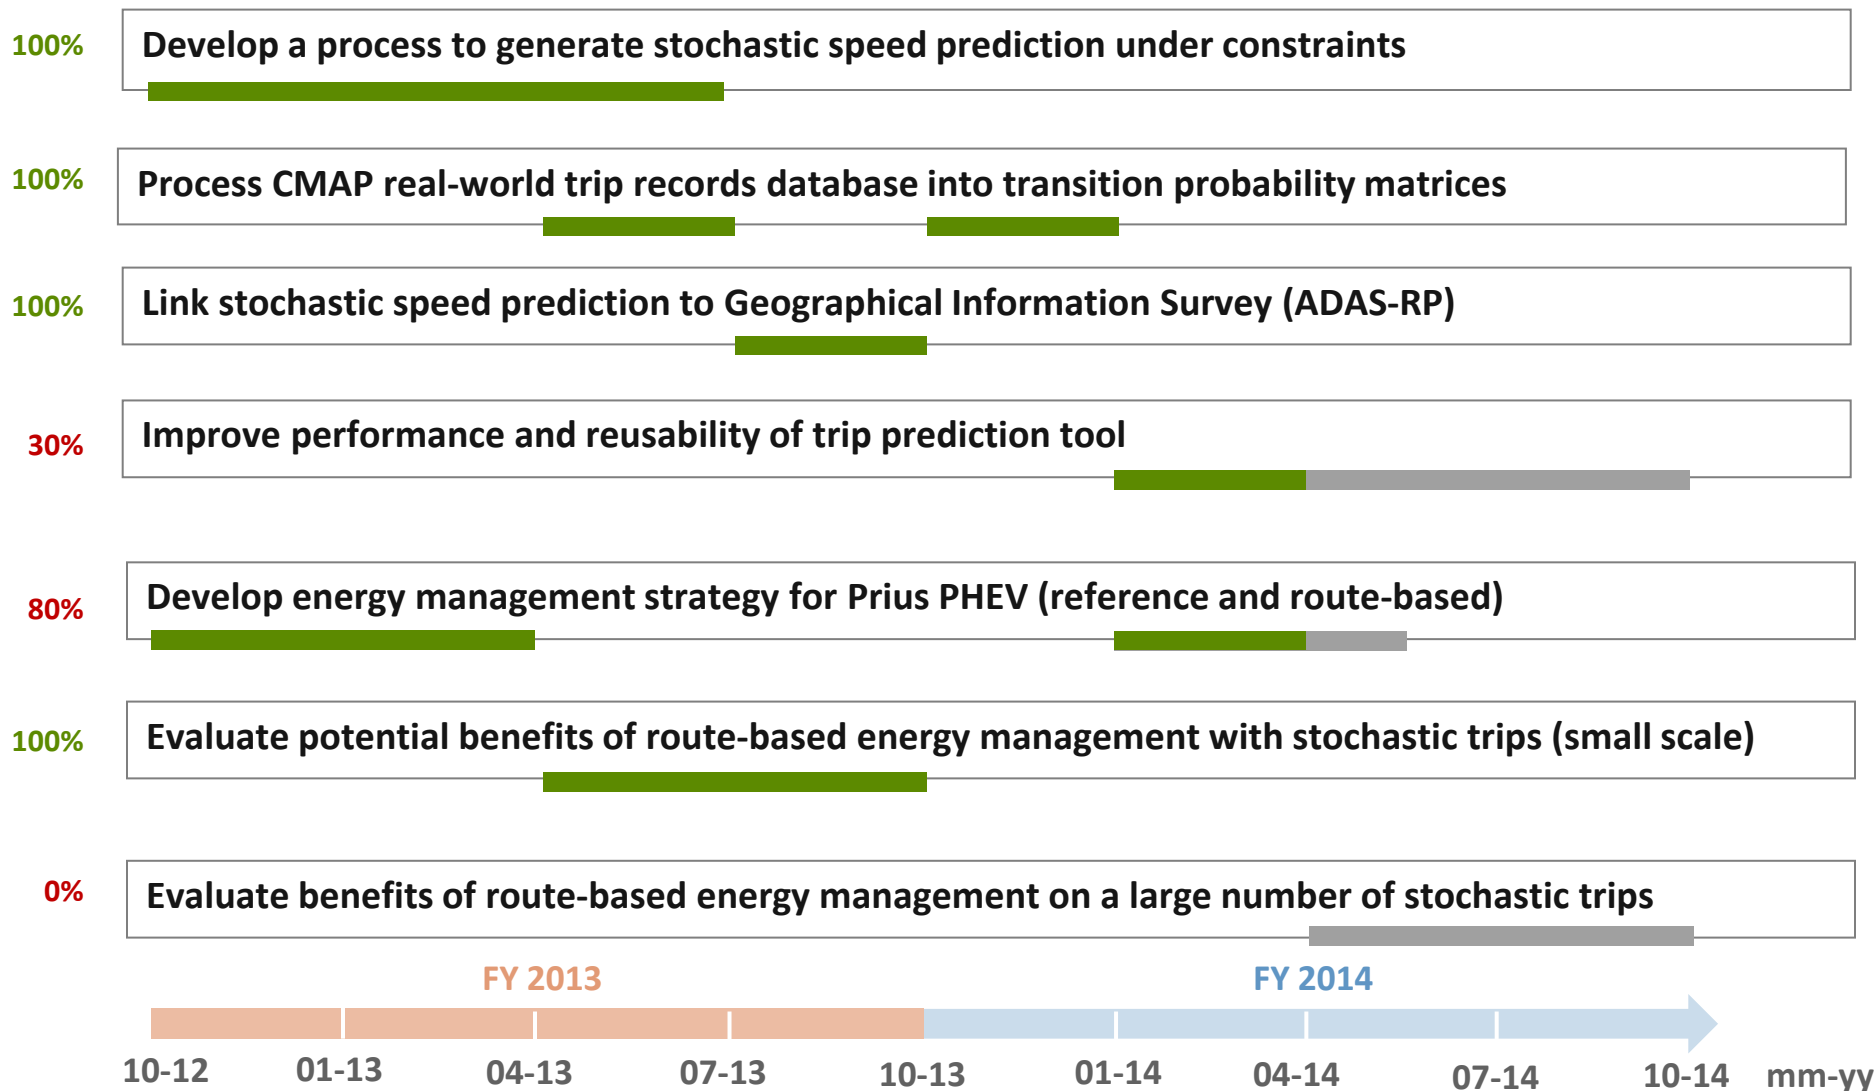 100% Develop a process to generate stochastic speed prediction under constraints
100% Process CMAP real-world trip records database into transition probability matrices
100% Link stochastic speed prediction to Geographical Information Survey (ADAS-RP)
30% Improve performance and reusability of trip prediction tool
80% Develop energy management strategy for Prius PHEV (reference and route-based)
100% Evaluate potential benefits of route-based energy management with stochastic trips (small scale)
0% Evaluate benefits of route-based energy management on a large number of stochastic trips
FY 2013 FY 2014
10-12 01-13 04-13 07-13 10-13 01-14 04-14 07-14 10-14 mm-yy